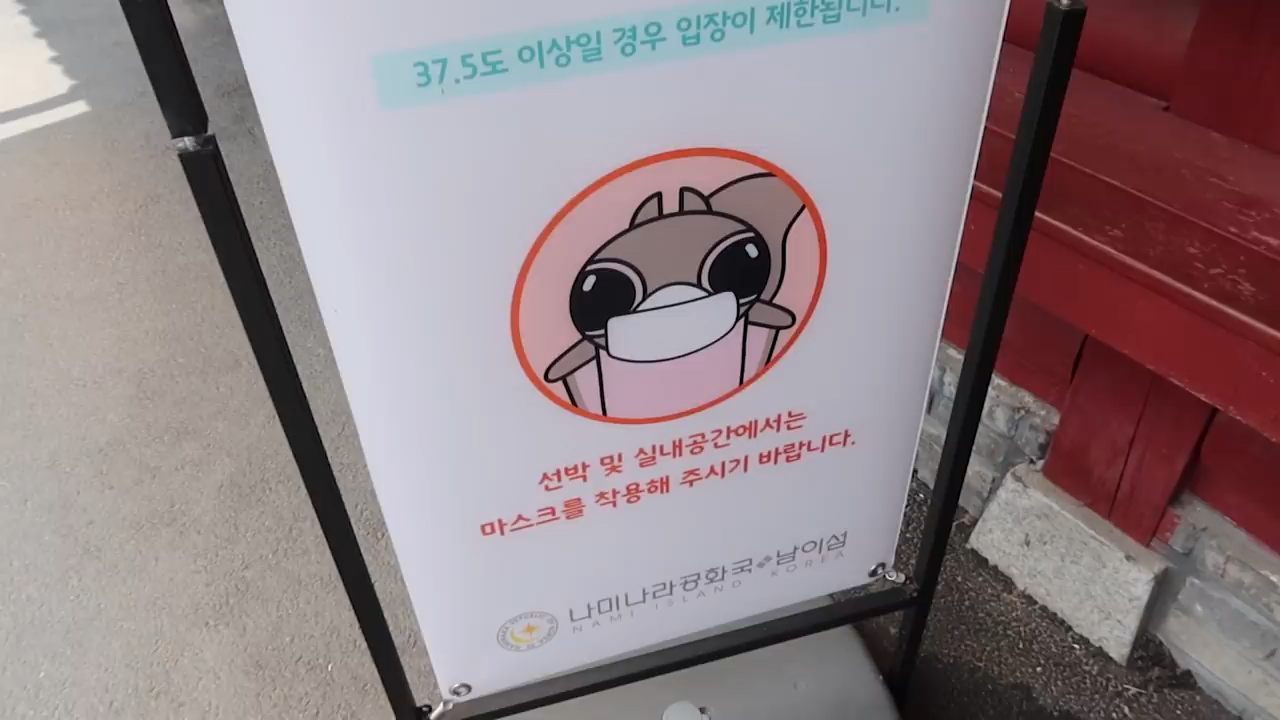 37.5도 이상일 경우 입장이 제한됩니다.
선박 및 실내공간에서는
마스크를 착용해 주시기 바랍니다.
나미나라공화국 남이섬
NAMI ISLAND KOREA